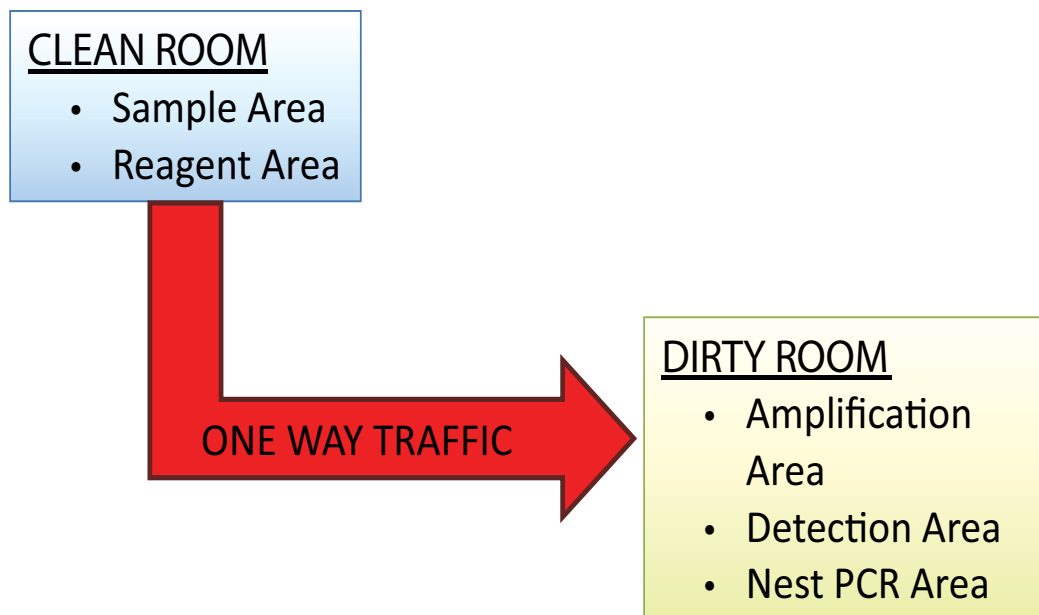 CLEAN ROOM
• Sample Area
• Reagent Area
ONE WAY TRAFFIC
DIRTY ROOM
• Amplification
Area
• Detection Area
• Nest PCR Area